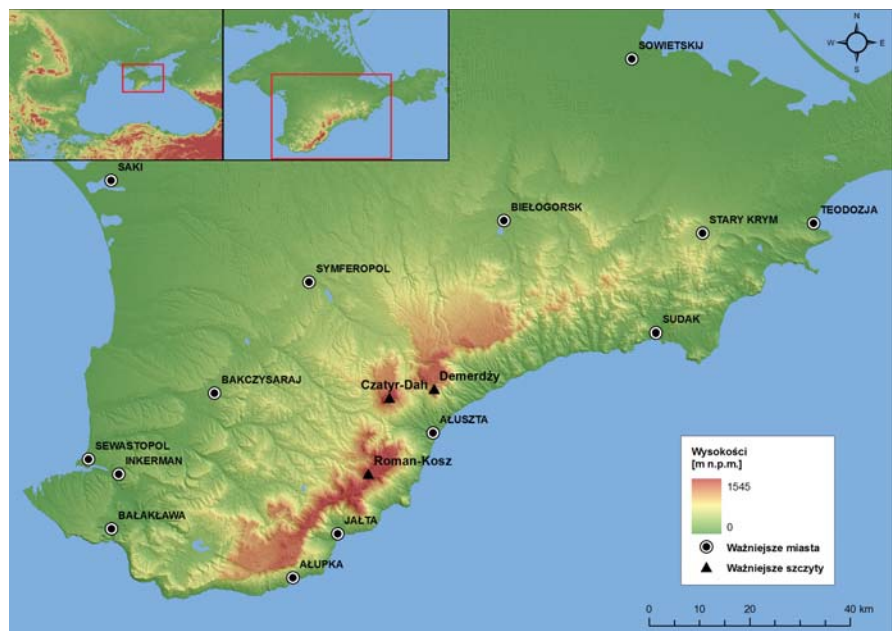 N
W E
S
SOWIETSKIJ
SAKI
BIEŁOGORSK
STARY KRYM
TEODOZJA
SYMFEROPOL
SUDAK
BAKCZYSARAJ
Czatyr-Dah
Demerdży
AŁUSZTA
SEWASTOPOL
INKERMAN
Roman-Kosz
BAŁAKŁAWA
JAŁTA
AŁUPKA
Wysokości
[m n.p.m.]
1545
0
Ważniejsze miasta
Ważniejsze szczyty
0 10 20 40 km